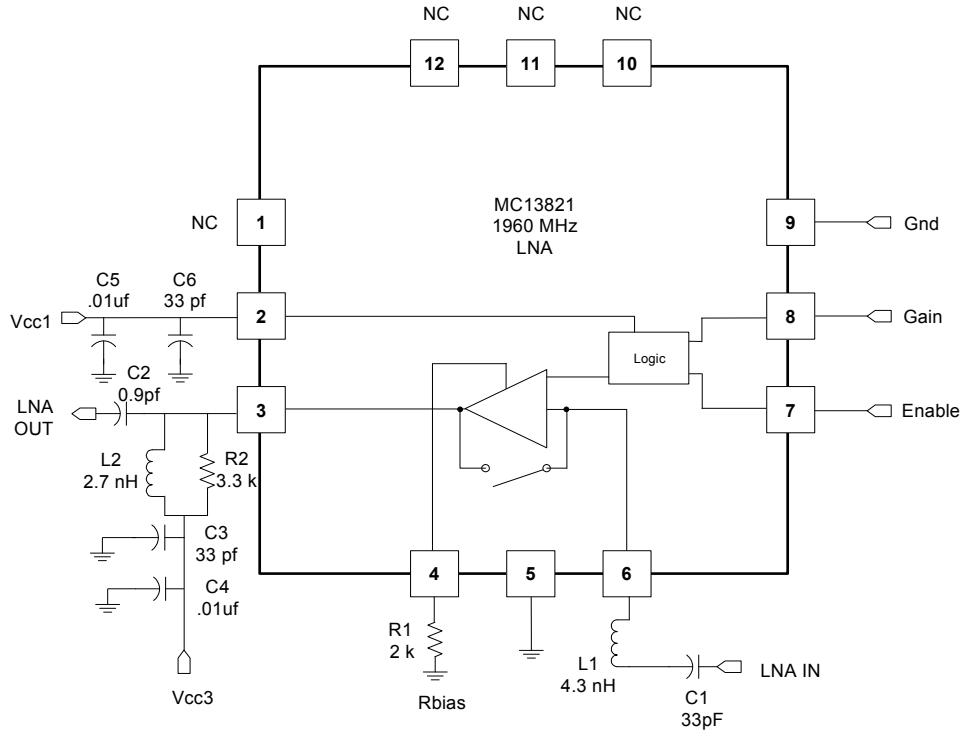 NC
NC
NC
12
11
10
NC
1
MC13821
1960 MHz
LNA
9
Gnd
C5
.01uf
C6
33 pf
Vcc1
2
8
Gain
Logic
C2
0.9pf
LNA
OUT
3
7
Enable
L2
2.7 nH
R2
3.3 k
C3
33 pf
C4
.01uf
4
5
6
R1
2 k
L1
4.3 nH
LNA IN
C1
33pF
Vcc3
Rbias